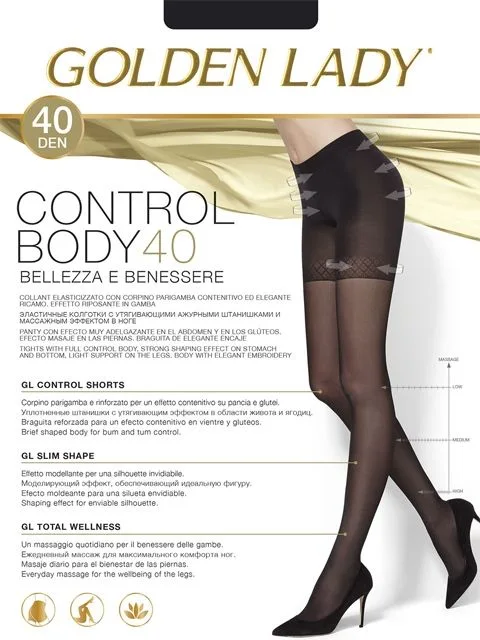 GOLDEN LADY
40
DEN
CONTROL
BODY40
BELLEZZA E BENESSERE
COLLANT ELASTICIZZATO CON CORPINO PARIGAMBA CONTENITIVO ED ELEGANTE
RICAMO. EFFETTO RIPOSANTE IN GAMBA
ЭЛАСТИЧНЫЕ КОЛГОТКИ С УТЯГИВАЮЩИМИ АЖУРНЫМИ ШТАНИШКАМИ И
МАССАЖНЫМ ЭФФЕКТОМ В НОГЕ
PANTY CON EFECTO MUY ADELGAZANTE EN EL ABDOMEN Y EN LOS GLÚTEOS.
EFECTO MASAJE EN LAS PIERNAS. BRAGUITA DE ELEGANTE ENCAJE
TIGHTS WITH FULL CONTROL BODY, STRONG SHAPING EFFECT ON STOMACH
AND BOTTOM, LIGHT SUPPORT ON THE LEGS. BODY WITH ELEGANT EMBROIDERY
MASSAGE
LOW
MEDIUM
HIGH
GL CONTROL SHORTS
Corpino parigamba e rinforzato per un effetto contenitivo su pancia e glutei.
Уплотненные штанишки с утягивающим эффектом в области живота и ягодиц.
Braguita reforzada para un efecto contenitivo en vientre y gluteos.
Brief shaped body for bum and tum control.
GL SLIM SHAPE
Effetto modellante per una silhouette invidiabile.
Моделирующий эффект, обеспечивающий идеальную фигуру.
Efecto moldeante para una silueta envidiable.
Shaping effect for enviable silhouette.
GL TOTAL WELLNESS
Un massaggio quotidiano per il benessere delle gambe.
Ежедневный массаж для максимального комфорта ног.
Masaje diario para el bienestar de las piernas.
Everyday massage for the wellbeing of the legs.